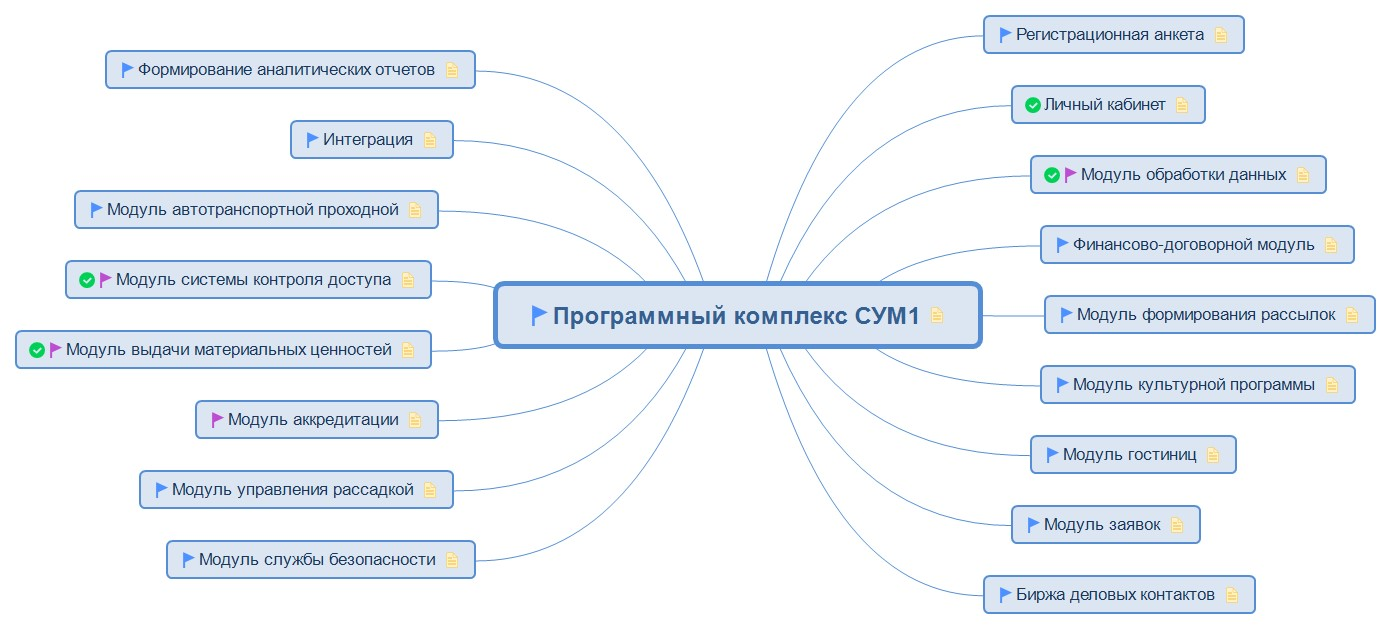 Программный комплекс СУМ1
Регистрационная анкета
Личный кабинет
Модуль обработки данных
Финансово-договорной модуль
Модуль формирования рассылок
Модуль культурной программы
Модуль гостиниц
Модуль заявок
Биржа деловых контактов
Формирование аналитических отчетов
Интеграция
Модуль автотранспортной проходной
Модуль системы контроля доступа
Модуль выдачи материальных ценностей
Модуль аккредитации
Модуль управления рассадкой
Модуль службы безопасности